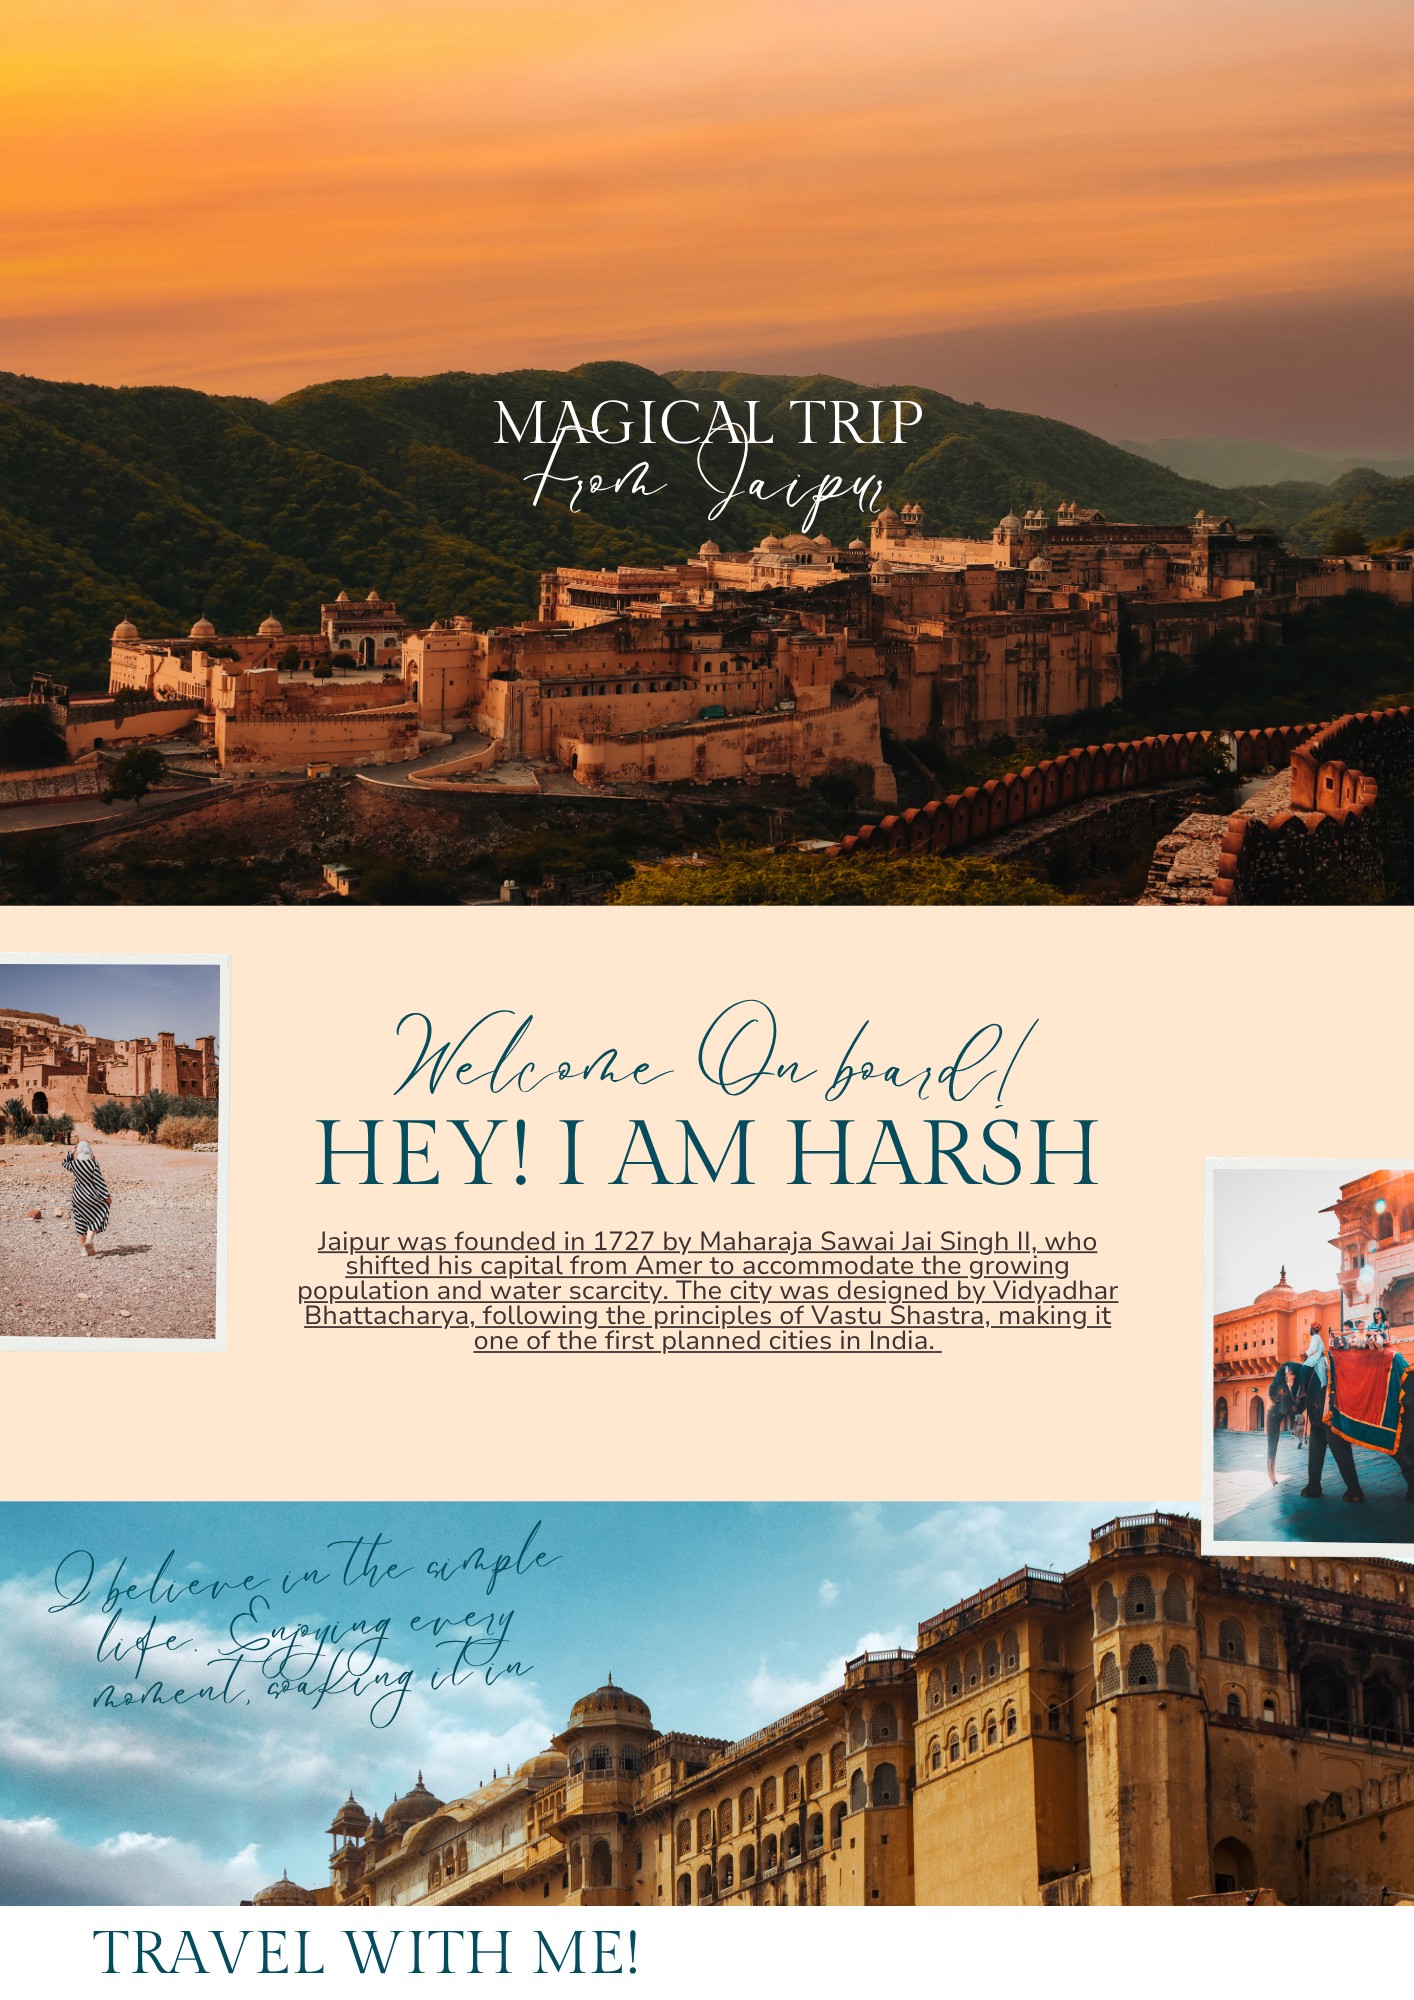 MAGICAL TRIP
From Jaipur
Welcome On board!
HEY! I AM HARSH
Jaipur was founded in 1727 by Maharaja Sawai Jai Singh II, who
shifted his capital from Amer to accommodate the growing
population and water scarcity. The city was designed by Vidyadhar
Bhattacharya, following the principles of Vastu Shastra, making it
one of the first planned cities in India.
I believe in the simple
life. Enjoying every
moment, soaking it in
TRAVEL WITH ME!